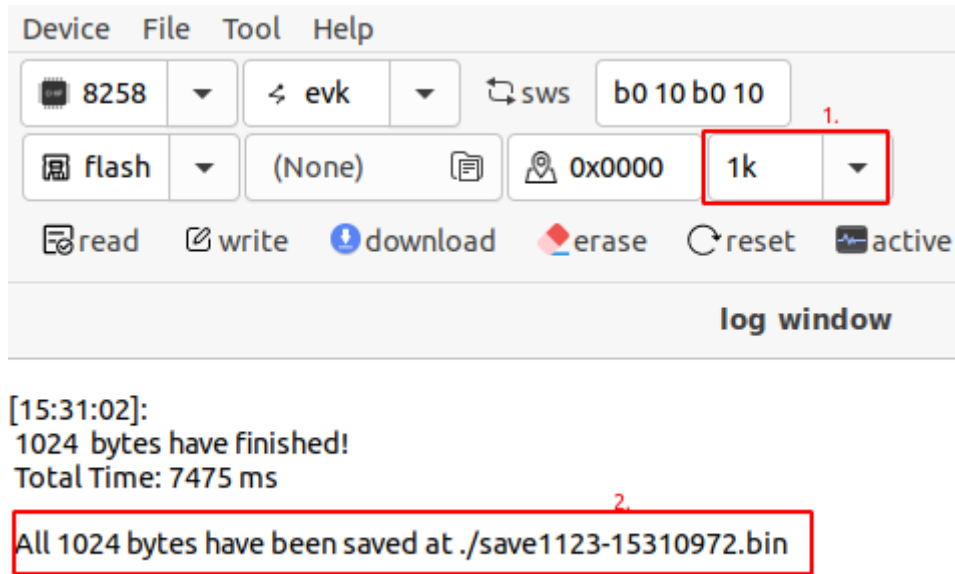 Device File Tool Help
8258 evk sws b0 10 b0 10
1.
flash (None) 0x0000 1k
read write download erase reset active
log window
[15:31:02]:
1024 bytes have finished!
Total Time: 7475 ms
2.
All 1024 bytes have been saved at ./save1123-15310972.bin